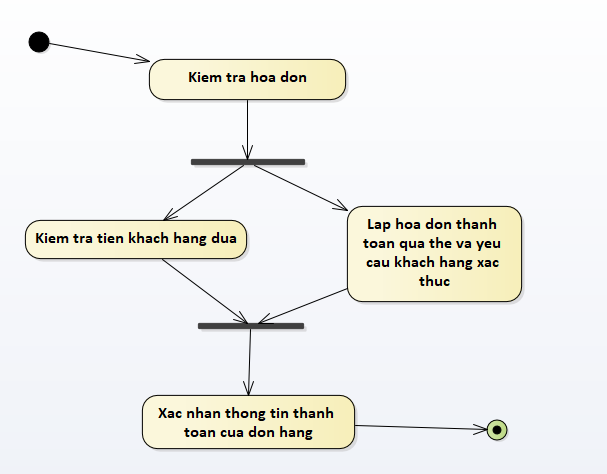 Kiem tra hoa don
Kiem tra tien khach hang dua
Lap hoa don thanh
toan qua the va yeu
cau khach hang xac
thuc
Xac nhan thong tin thanh
toan cua don hang